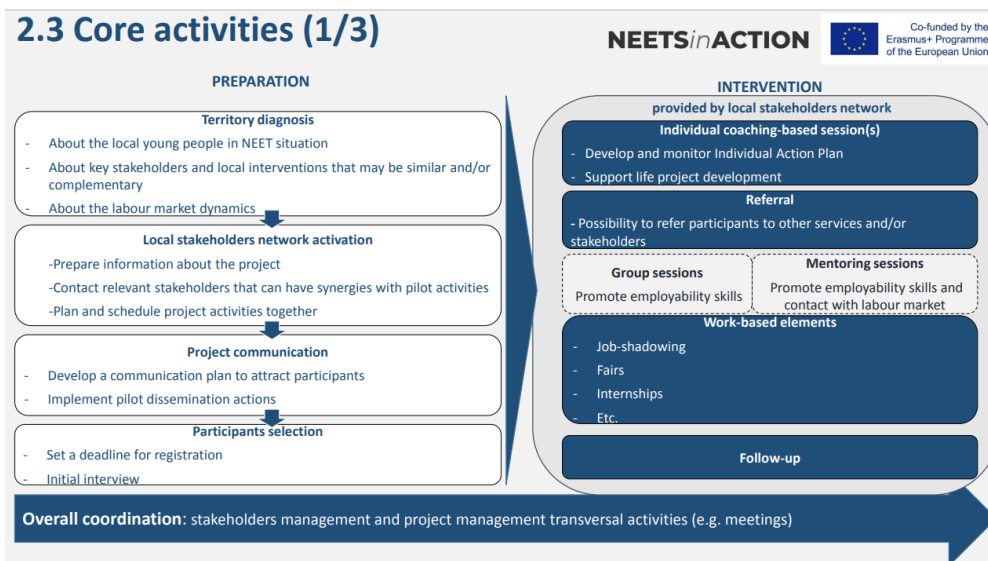 2.3 Core activities (1/3)
NEETSinACTION
Co-funded by the
Erasmus+ Programme
of the European Union
PREPARATION
Territory diagnosis
- About the local young people in NEET situation
- About key stakeholders and local interventions that may be similar and/or
complementary
- About the labour market dynamics
Local stakeholders network activation
-Prepare information about the project
-Contact relevant stakeholders that can have synergies with pilot activities
-Plan and schedule project activities together
Project communication
- Develop a communication plan to attract participants
- Implement pilot dissemination actions
Participants selection
- Set a deadline for registration
- Initial interview
INTERVENTION
provided by local stakeholders network
Individual coaching-based session(s)
- Develop and monitor Individual Action Plan
- Support life project development
Referral
- Possibility to refer participants to other services and/or
stakeholders
Group sessions
Promote employability skills
Mentoring sessions
Promote employability skills and
contact with labour market
Work-based elements
- Job-shadowing
- Fairs
- Internships
- Etc.
Follow-up
Overall coordination: stakeholders management and project management transversal activities (e.g. meetings)